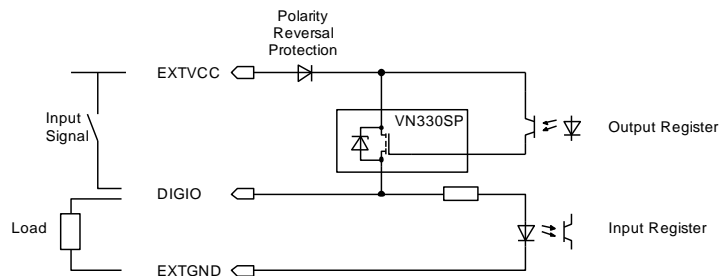 Polarity
Reversal
Protection
EXTVCC
VN330SP
Input
Signal
Output Register
DIGIO
Load
Input Register
EXTGND